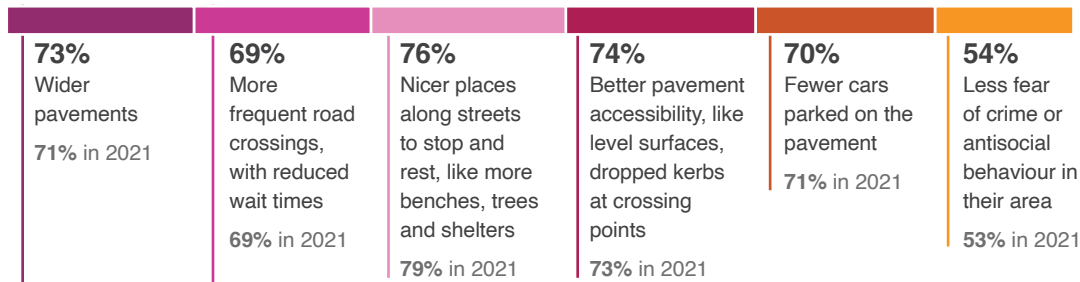 73%
Wider
pavements
71% in 2021
69%
More
frequent road
crossings,
with reduced
wait times
69% in 2021
76%
Nicer places
along streets
to stop and
rest, like more
benches, trees
and shelters
79% in 2021
74%
Better pavement
accessibility, like
level surfaces,
dropped kerbs
at crossing
points
73% in 2021
70%
Fewer cars
parked on the
pavement
71% in 2021
54%
Less fear
of crime or
antisocial
behaviour in
their area
53% in 2021